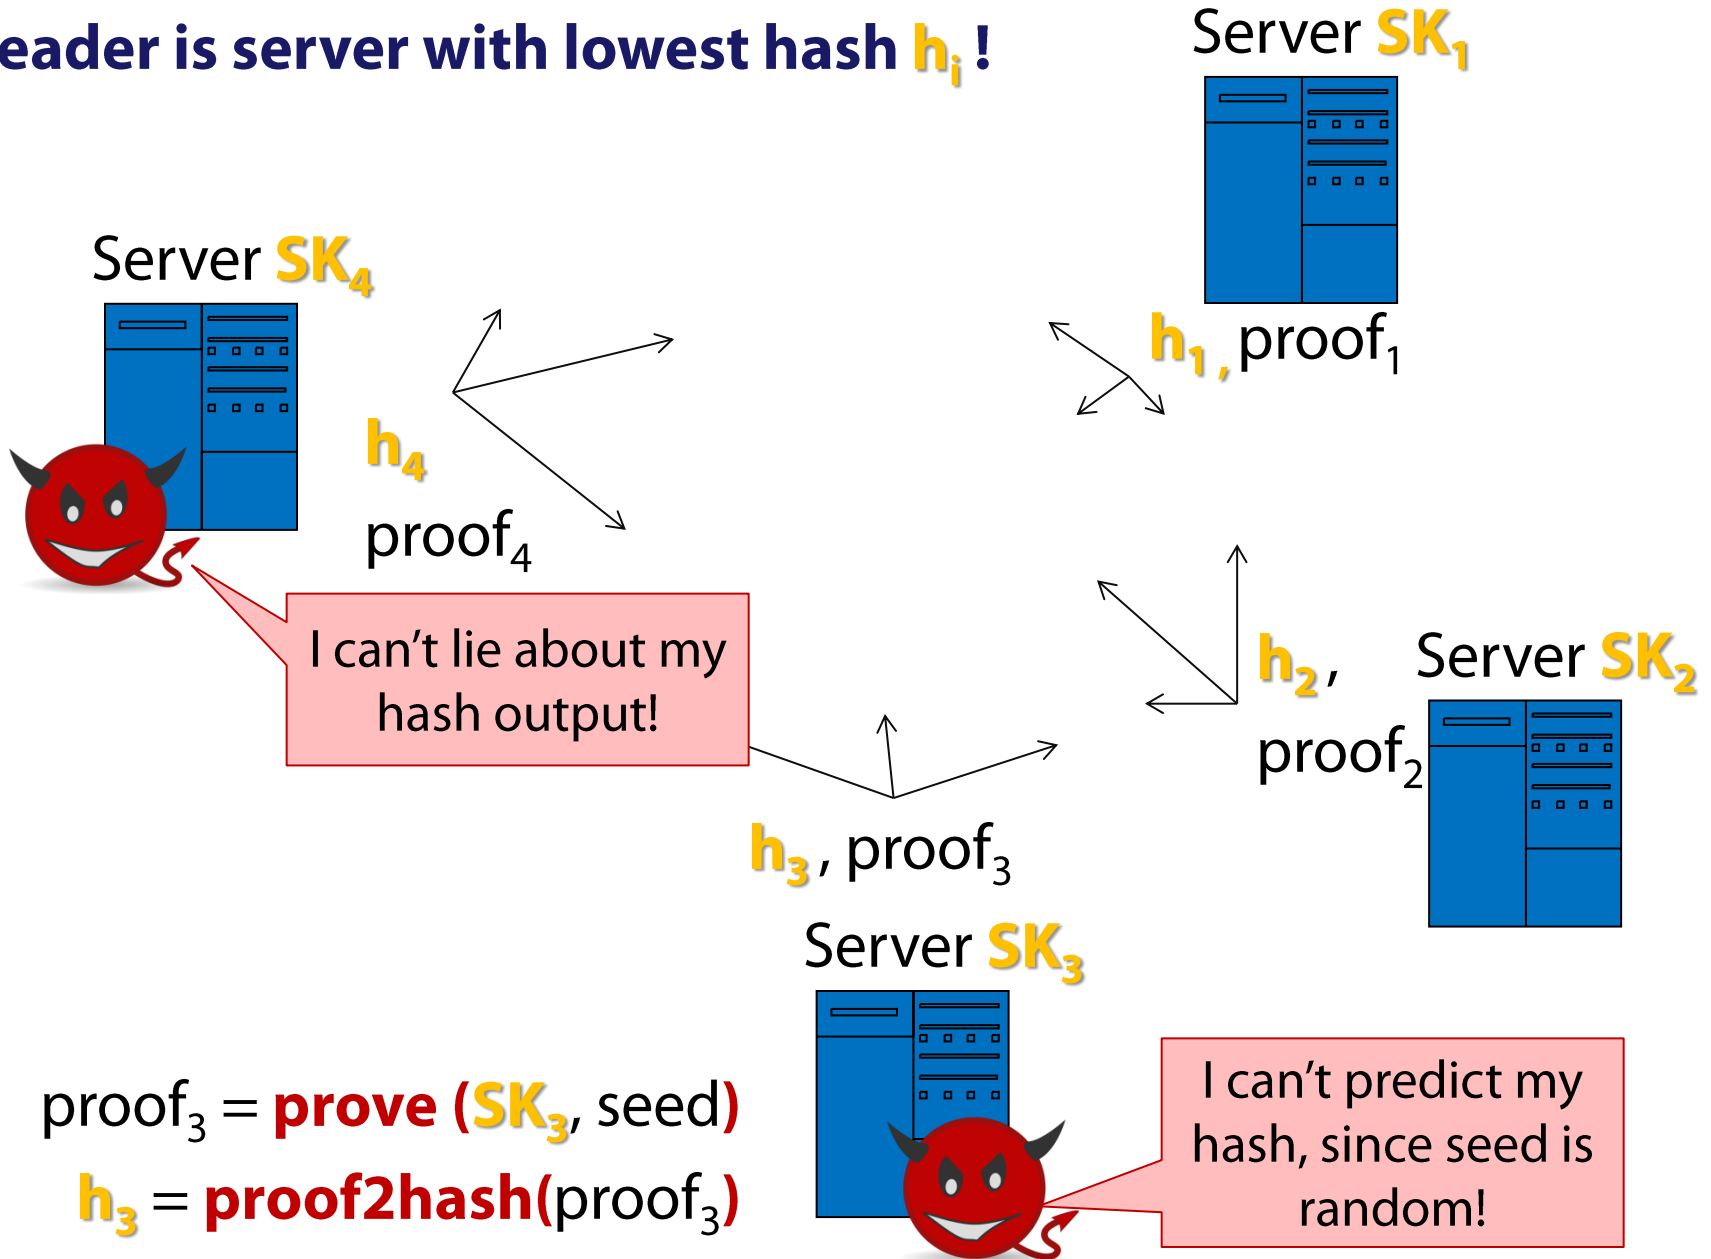 eader is server with lowest hash hᵢ !
Server SK₁
h₁, proof₁
Server SK₄
h₄
proof₄
I can’t lie about my
hash output!
h₂ ,
proof₂
Server SK₂
h₃ , proof₃
Server SK₃
proof₃ = prove (SK₃, seed)
h₃ = proof2hash(proof₃)
I can’t predict my
hash, since seed is
random!